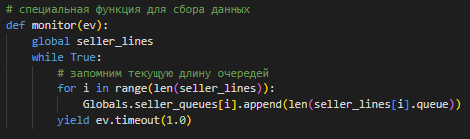 # специальная функция для сбора данных
def monitor(ev):
    global seller_lines
    while True:
        # запомним текущую длину очередей
        for i in range(len(seller_lines)):
            Globals.seller_queues[i].append(len(seller_lines[i].queue))
        yield ev.timeout(1.0)